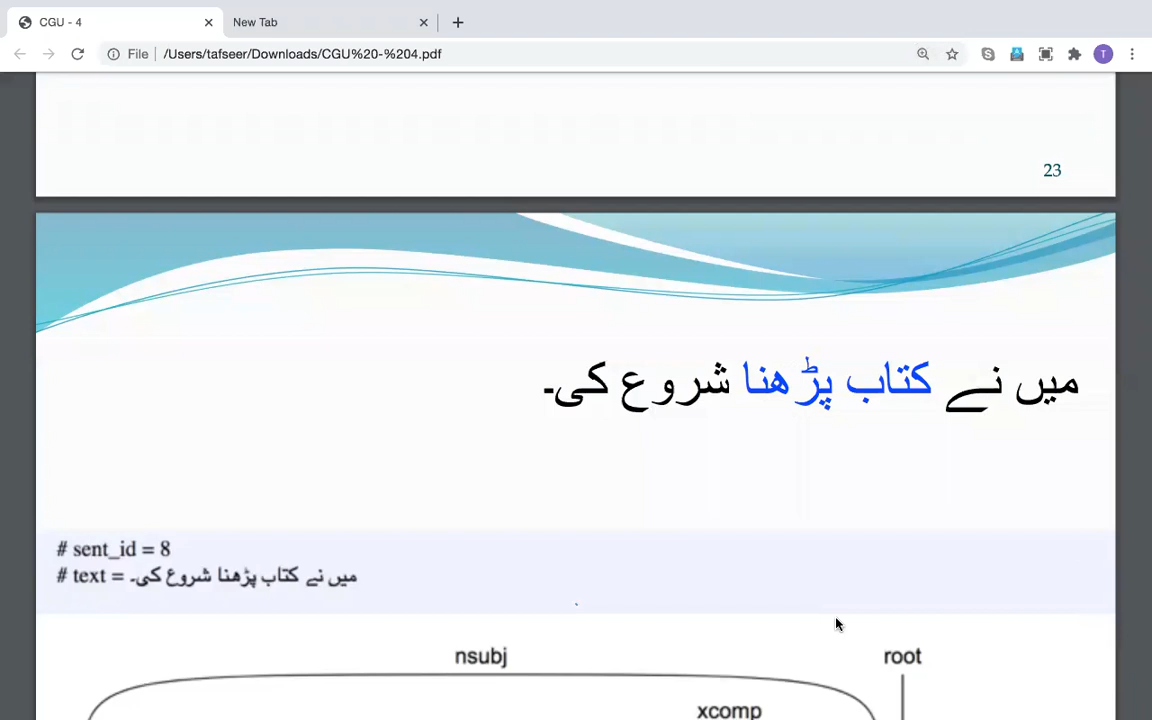 CGU - 4
New Tab
File
/Users/tafseer/Downloads/CGU%20-%204.pdf
T
23
میں نے کتاب پڑھنا شروع کی۔
# sent_id = 8
# text = میں نے کتاب پڑھنا شروع کی۔
nsubj
root
xcomp